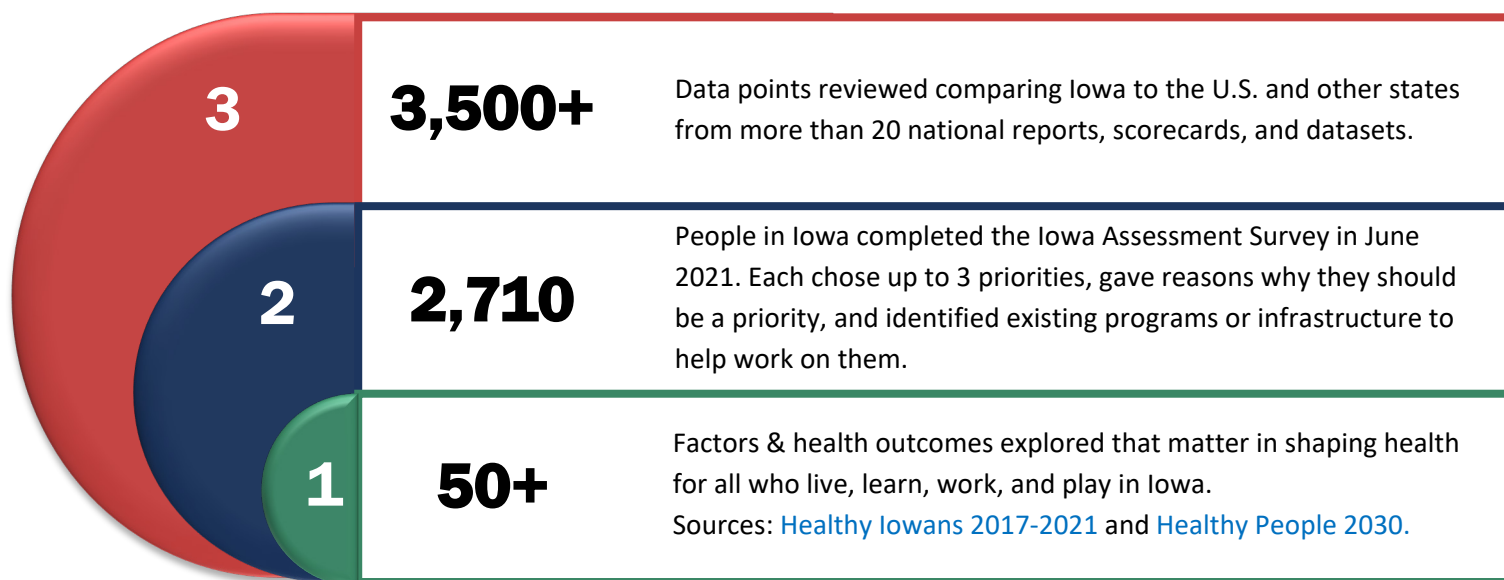 3
3,500+
Data points reviewed comparing Iowa to the U.S. and other states
from more than 20 national reports, scorecards, and datasets.
2
2,710
People in Iowa completed the Iowa Assessment Survey in June
2021. Each chose up to 3 priorities, gave reasons why they should
be a priority, and identified existing programs or infrastructure to
help work on them.
1
50+
Factors & health outcomes explored that matter in shaping health
for all who live, learn, work, and play in Iowa.
Sources: Healthy Iowans 2017-2021 and Healthy People 2030.